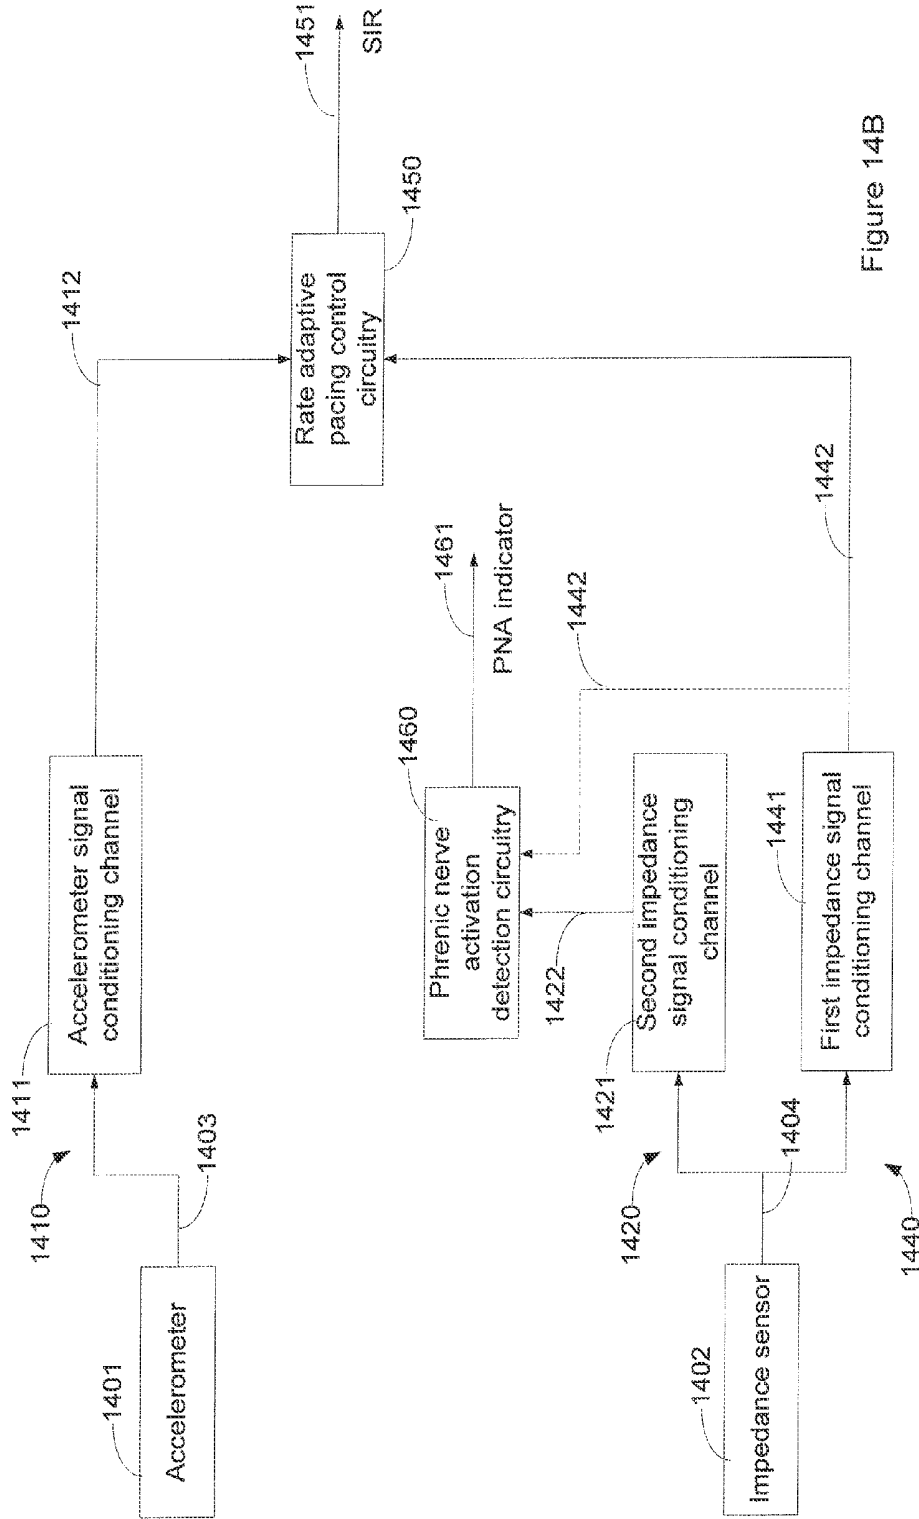 1401
Accelerometer
1403
1410
1411
Accelerometer signal
conditioning channel
1412
Rate adaptive
pacing control
circuitry
1450
1451
SIR
1460
Phrenic nerve
activation
detection circuitry
1461
PNA indicator
1422
1442
1402
Impedance sensor
1404
1420
1421
Second impedance
signal conditioning
channel
1440
1441
First impedance signal
conditioning channel
1442
Figure 14B